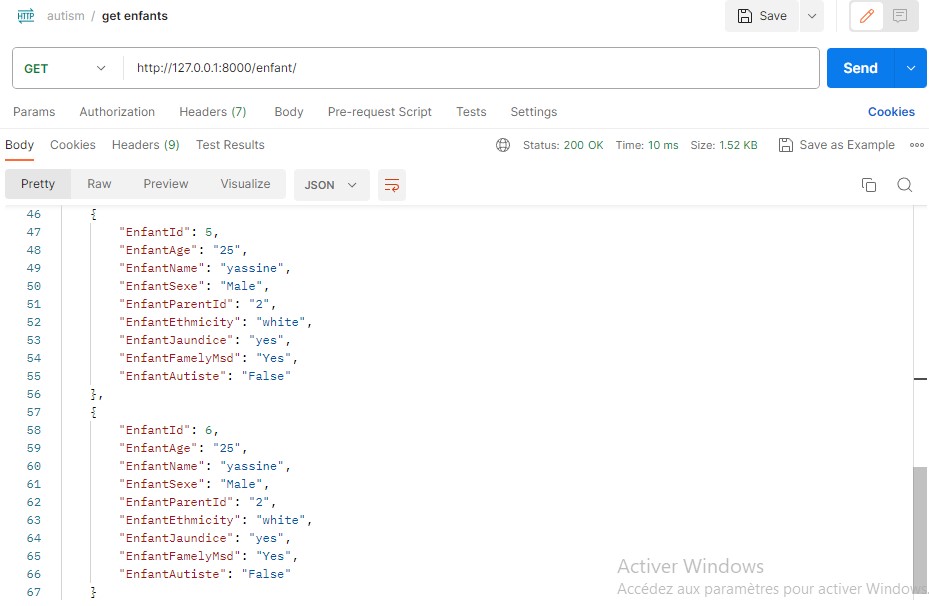 HTTP autism / get enfants Save
GET http://127.0.0.1:8000/enfant/ Send
Params Authorization Headers (7) Body Pre-request Script Tests Settings Cookies
Body Cookies Headers (9) Test Results Status: 200 OK Time: 10 ms Size: 1.52 KB Save as Example
Pretty Raw Preview Visualize JSON
46 {
47 "EnfantId": 5,
48 "EnfantAge": "25",
49 "EnfantName": "yassine",
50 "EnfantSexe": "Male",
51 "EnfantParentId": "2",
52 "EnfantEthmicity": "white",
53 "EnfantJaundice": "yes",
54 "EnfantFamelyMsd": "Yes",
55 "EnfantAutiste": "False"
56 },
57 {
58 "EnfantId": 6,
59 "EnfantAge": "25",
60 "EnfantName": "yassine",
61 "EnfantSexe": "Male",
62 "EnfantParentId": "2",
63 "EnfantEthmicity": "white",
64 "EnfantJaundice": "yes",
65 "EnfantFamelyMsd": "Yes",
66 "EnfantAutiste": "False"
67 }
Activer Windows
Accédez aux paramètres pour activer Windows.